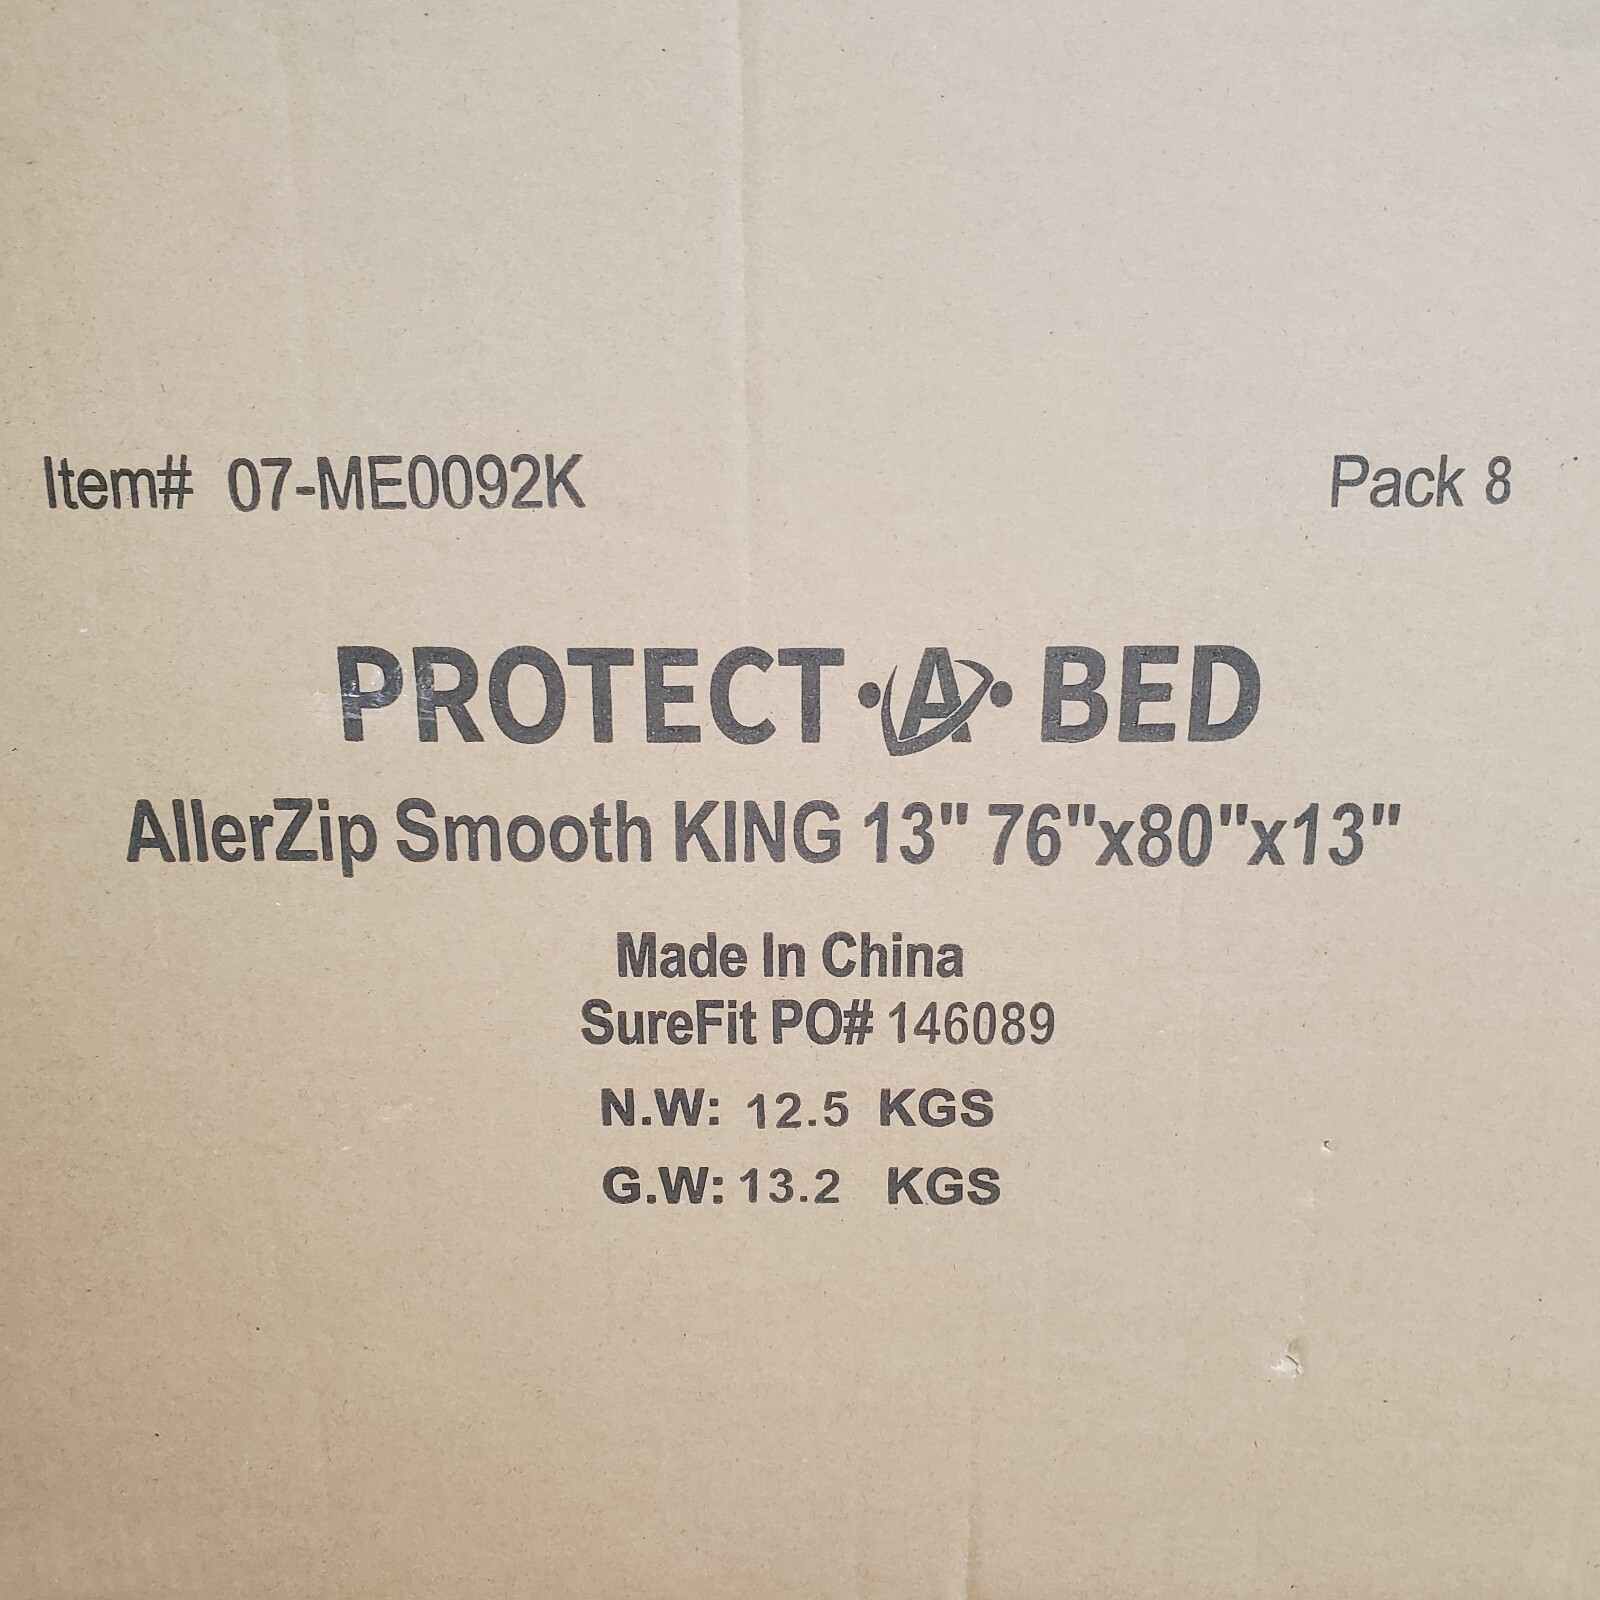 Item# 07-ME0092K Pack 8
PROTECT·A·BED
AllerZip Smooth KING 13" 76"x80"x13"
Made In China
SureFit PO# 146089
N.W: 12.5 KGS
G.W: 13.2 KGS